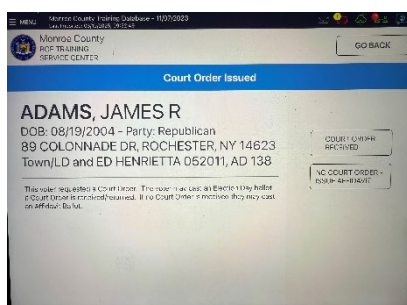 MENU
Monroe County Training Database - 11/07/2023
Monroe County
BOE TRAINING
SERVICE CENTER
GO BACK
Court Order Issued
ADAMS, JAMES R
DOB: 08/19/2004 - Party: Republican
89 COLONNADE DR, ROCHESTER, NY 14623
Town/LD and ED HENRIETTA 052011, AD 138
COURT ORDER
RECEIVED
NO COURT ORDER -
ISSUE AFFIDAVIT
This voter requested a Court Order. The voter may cast an Election Day ballot
if Court Order is received/returned. If no Court Order is received they may cast
an Affidavit Ballot.